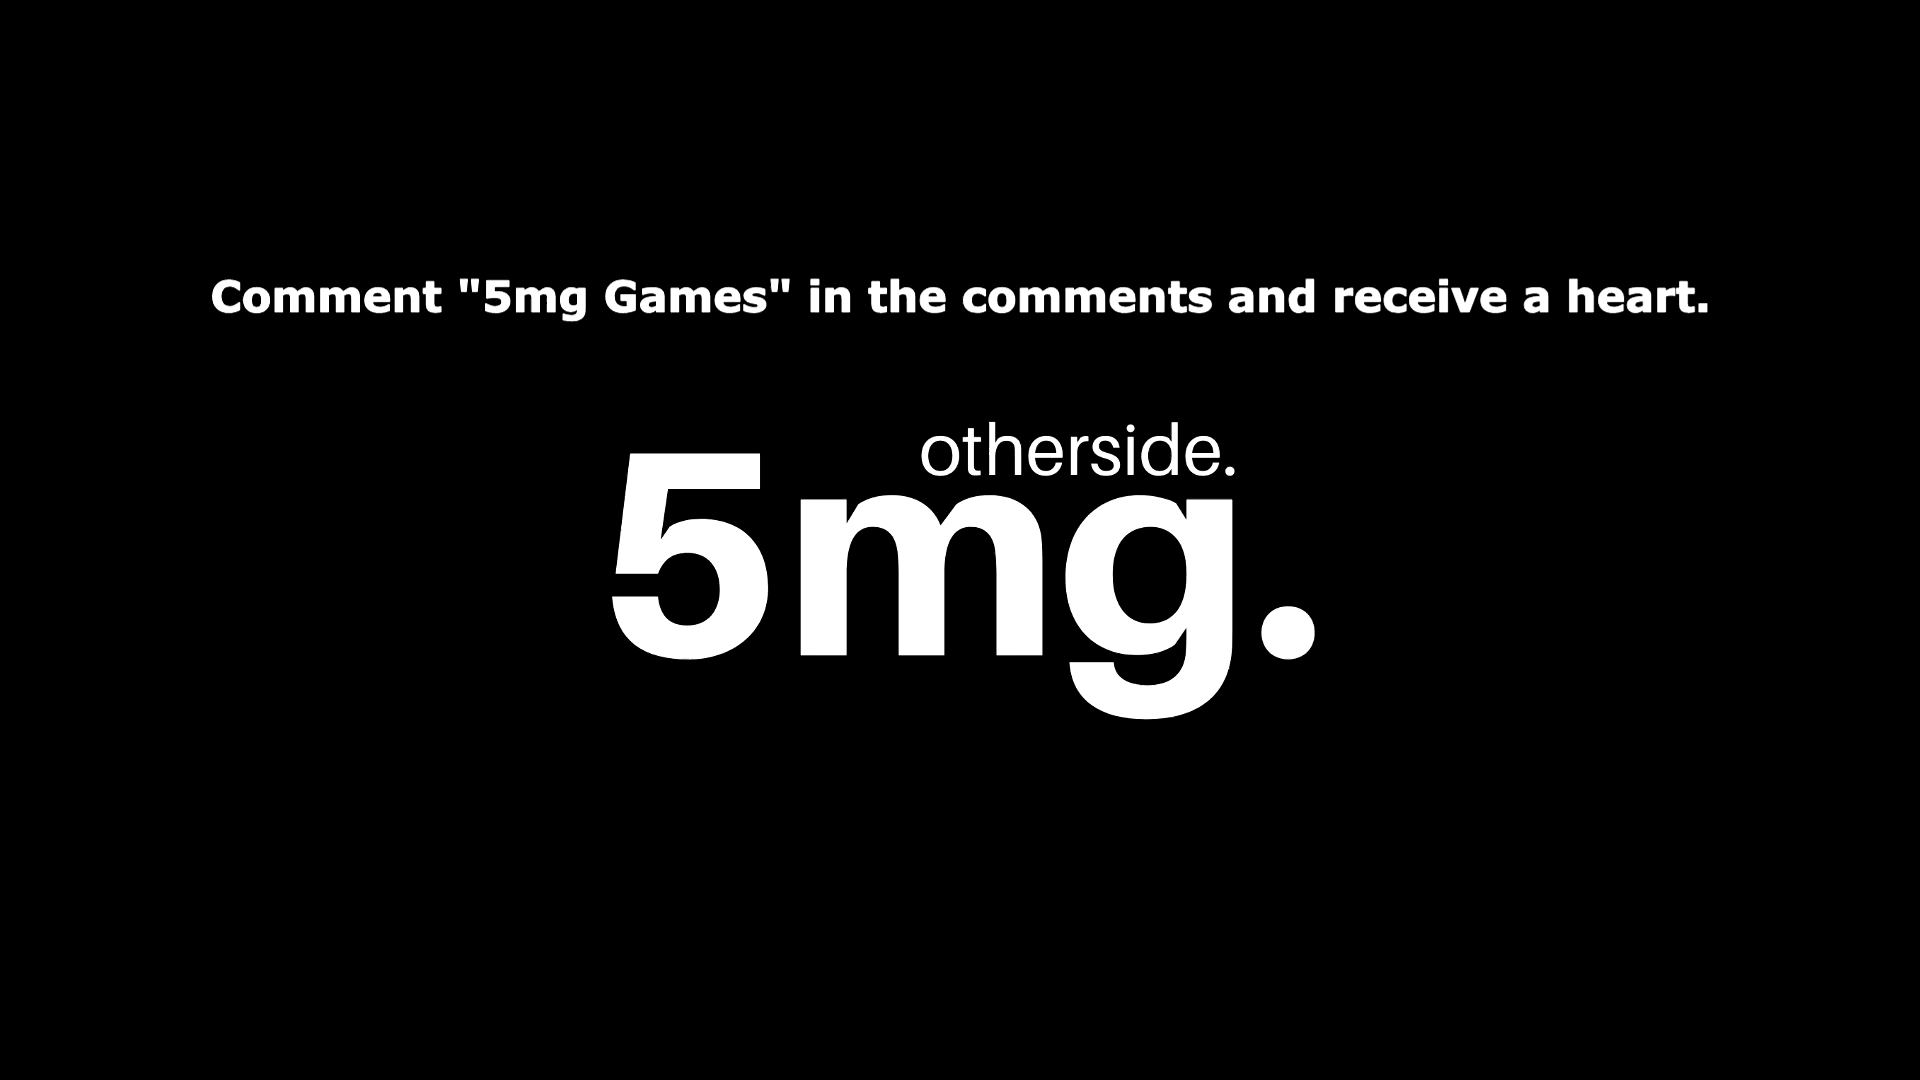 Comment "5mg Games" in the comments and receive a heart.
otherside.
5mg.